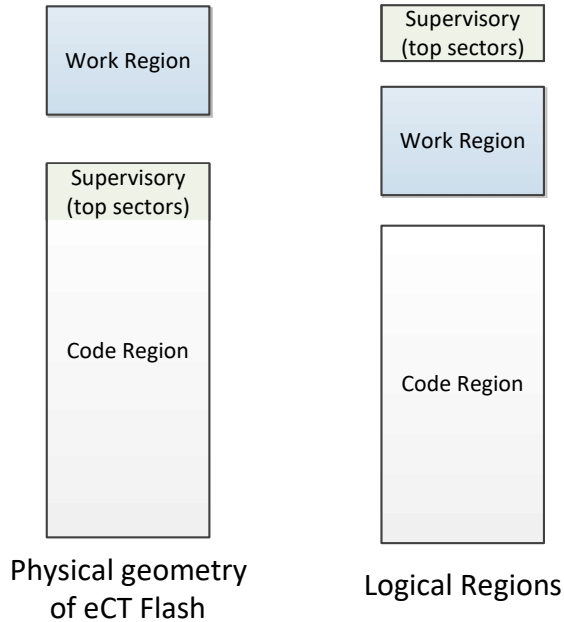 Work Region
Supervisory
(top sectors)
Code Region
Physical geometry
of eCT Flash
Supervisory
(top sectors)
Work Region
Code Region
Logical Regions